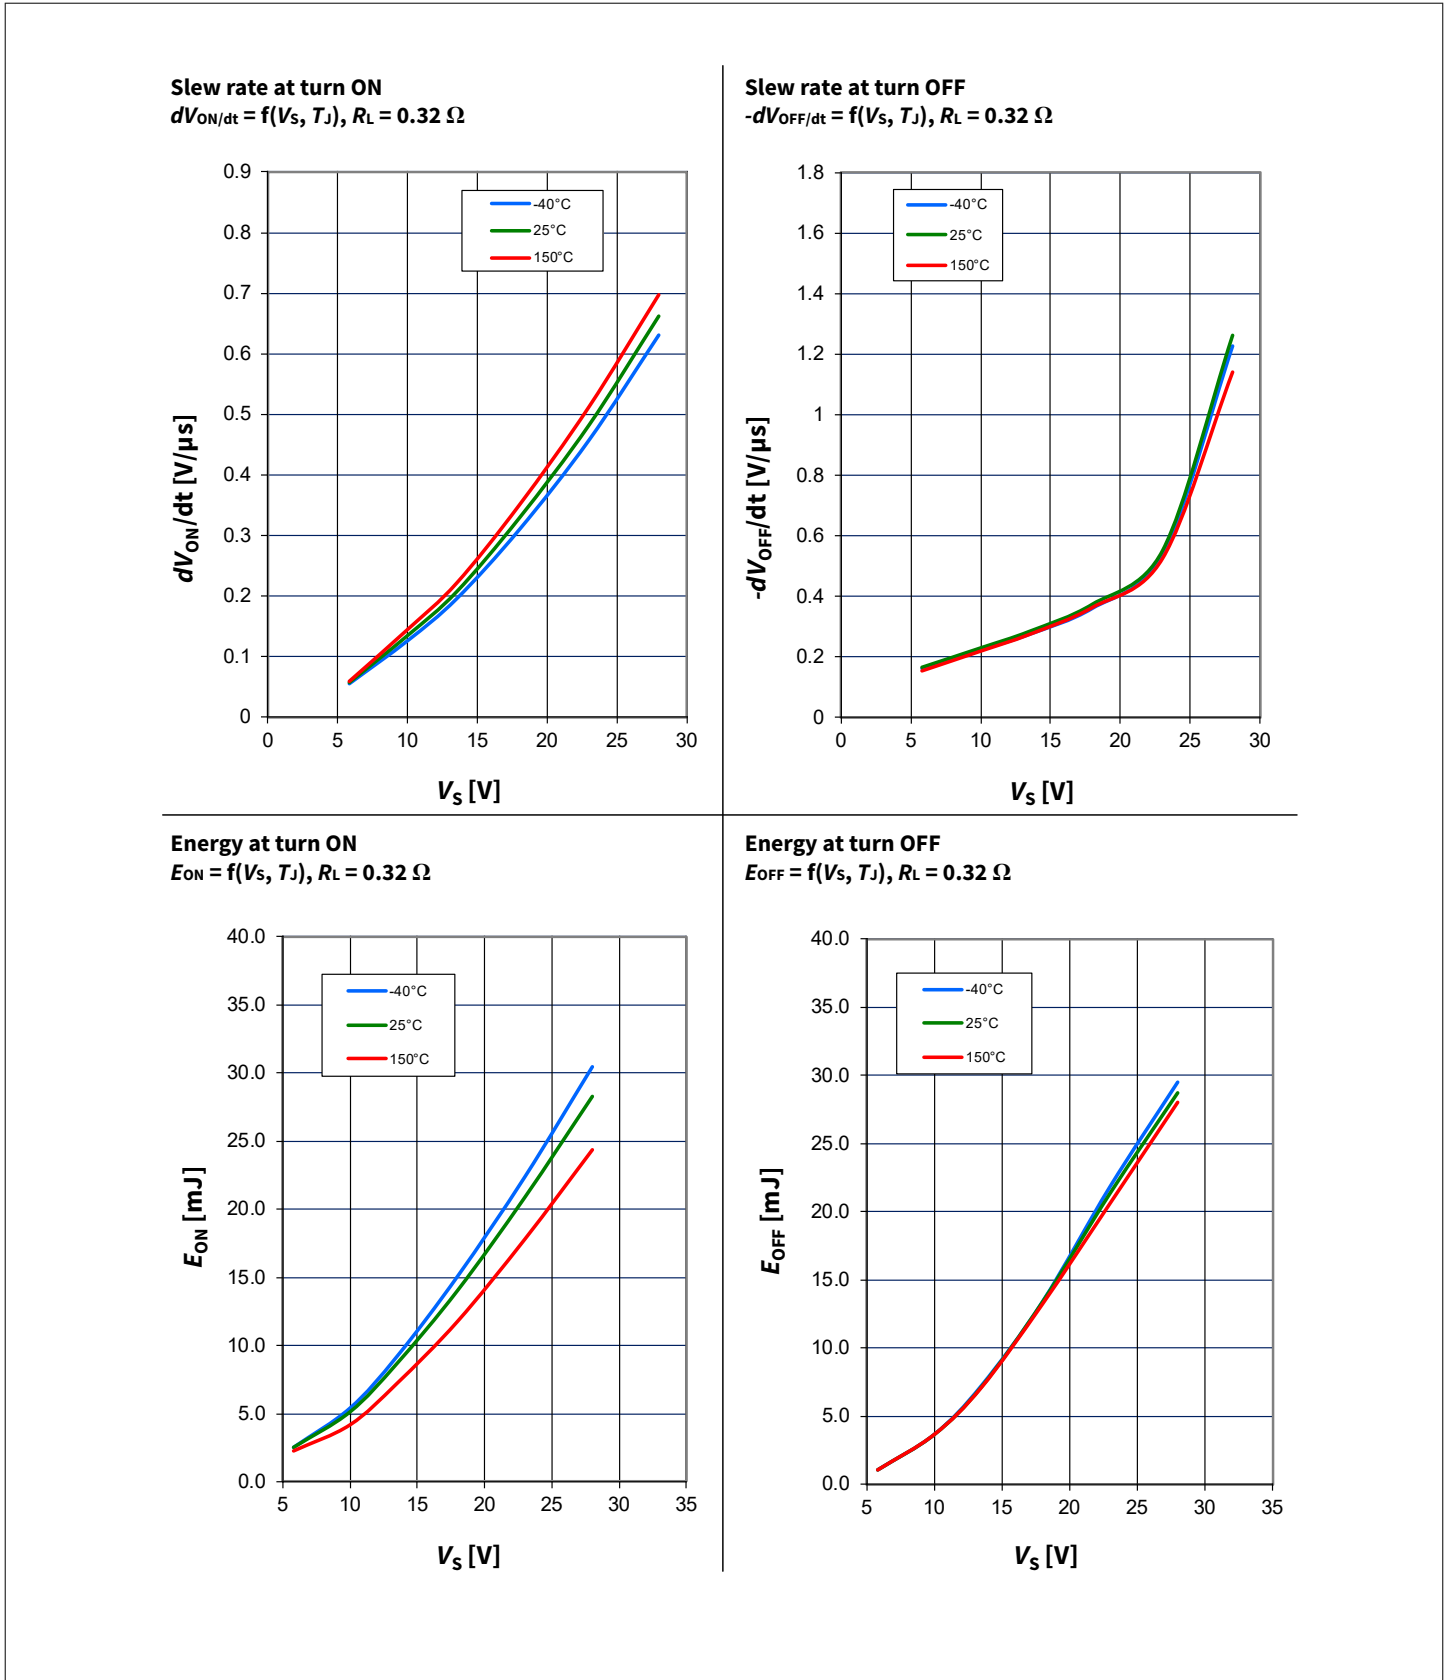 Slew rate at turn ON
dVON/dt = f(VS, TJ), RL = 0.32 Ω
0.9
0.8
0.7
0.6
0.5
0.4
0.3
0.2
0.1
0
-40°C
25°C
150°C
dVON/dt [V/µs]
0 5 10 15 20 25 30
VS [V]
Slew rate at turn OFF
-dVOFF/dt = f(VS, TJ), RL = 0.32 Ω
1.8
1.6
1.4
1.2
1
0.8
0.6
0.4
0.2
0
-40°C
25°C
150°C
-dVOFF/dt [V/µs]
0 5 10 15 20 25 30
VS [V]
Energy at turn ON
EON = f(VS, TJ), RL = 0.32 Ω
40.0
35.0
30.0
25.0
20.0
15.0
10.0
5.0
0.0
-40°C
25°C
150°C
EON [mJ]
5 10 15 20 25 30 35
VS [V]
Energy at turn OFF
EOFF = f(VS, TJ), RL = 0.32 Ω
40.0
35.0
30.0
25.0
20.0
15.0
10.0
5.0
0.0
-40°C
25°C
150°C
EOFF [mJ]
5 10 15 20 25 30 35
VS [V]